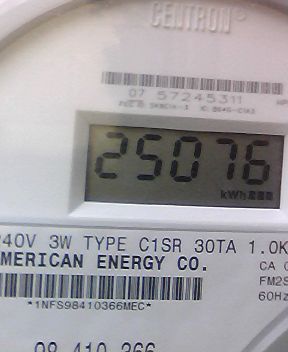 CENTRON®
07 57245311
25076
kWh
240V 3W TYPE C1SR 30TA 1.0K
AMERICAN ENERGY CO.
CA
FM2S
60Hz
*1NFS98410366MEC*
98 410 366